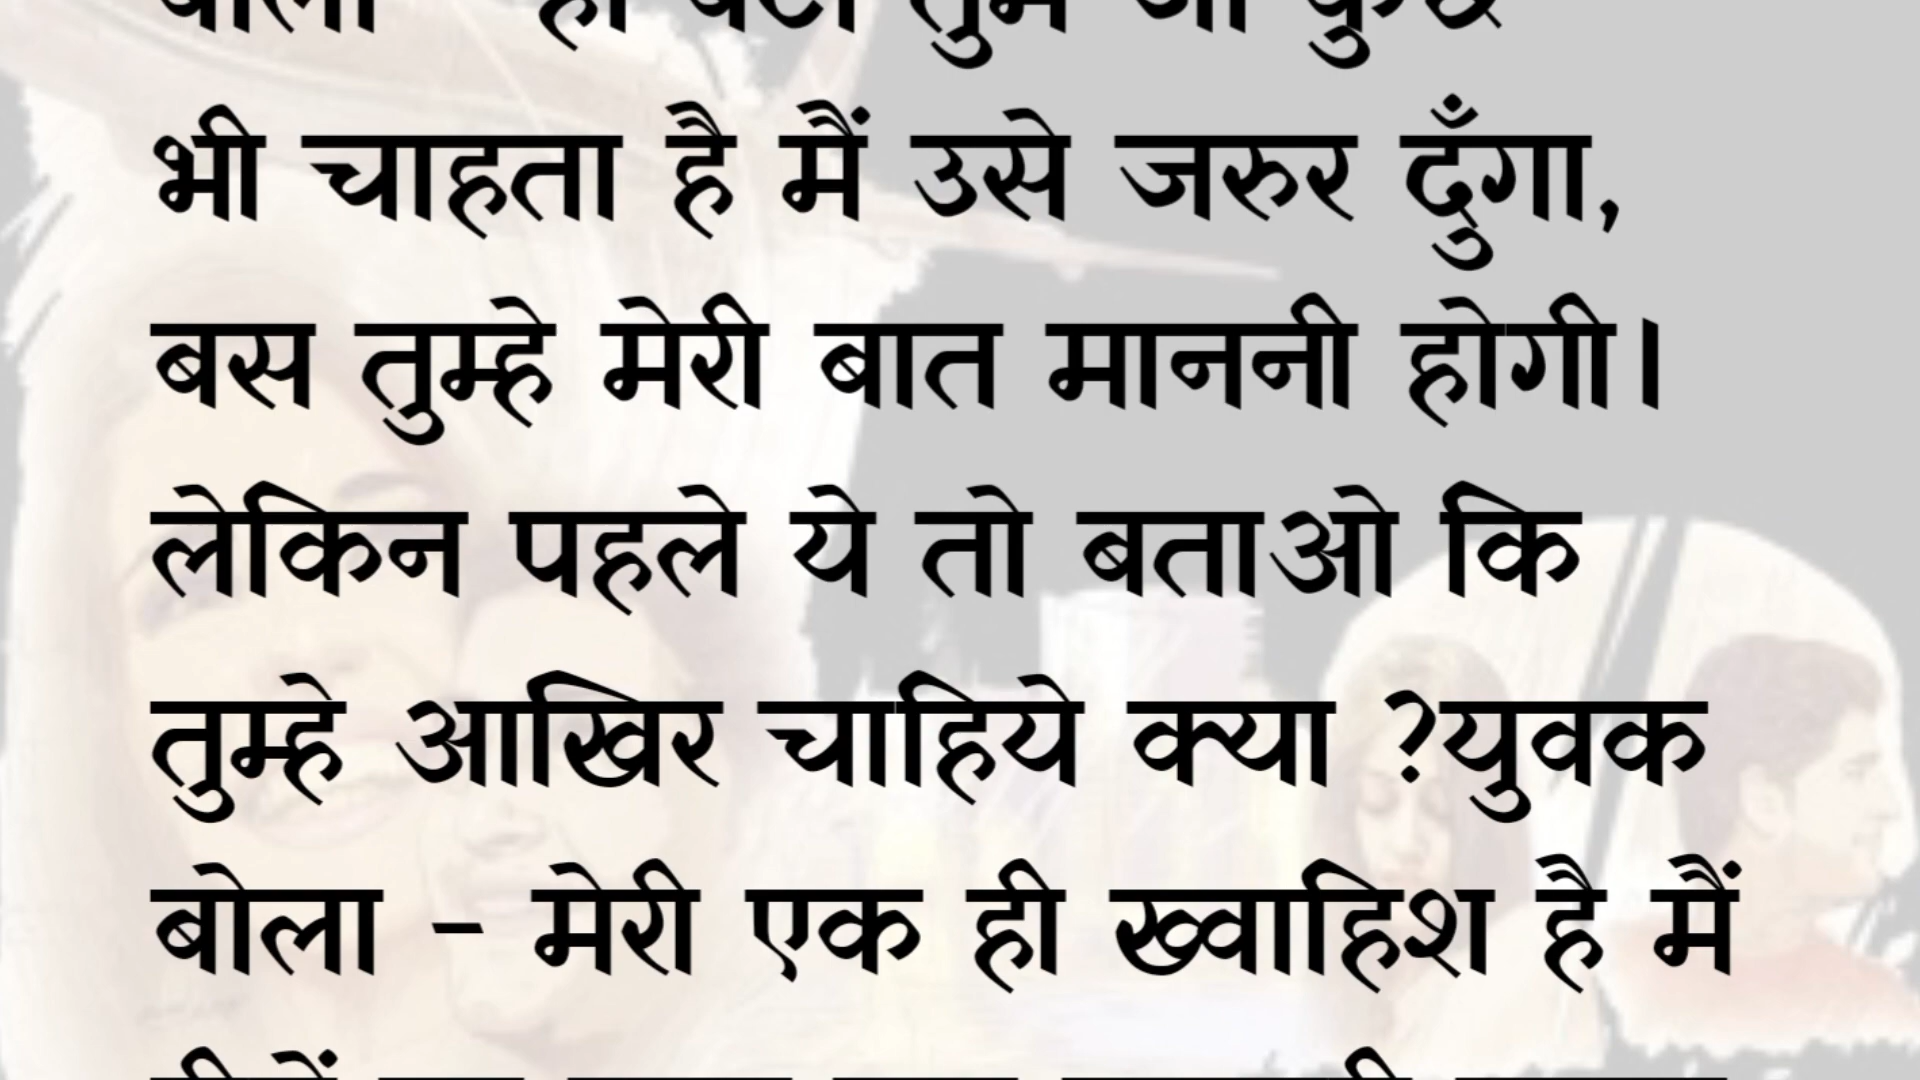 बोला - हाँ बेटा तुम जो कुछ
भी चाहता है मैं उसे जरुर दुँगा,
बस तुम्हे मेरी बात माननी होगी।
लेकिन पहले ये तो बताओ कि
तुम्हे आखिर चाहिये क्या ?युवक
बोला - मेरी एक ही ख्वाहिश है मैं